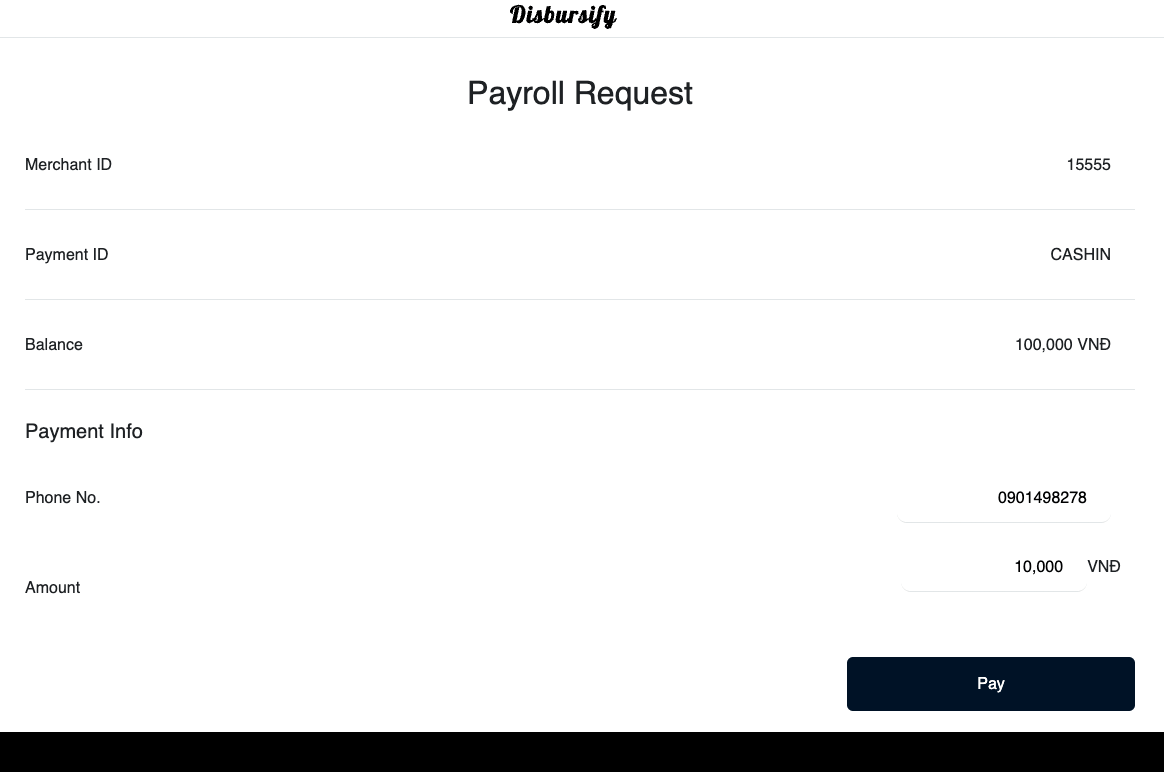 Disbursify
Payroll Request
Merchant ID 15555
Payment ID CASHIN
Balance 100,000 VNĐ
Payment Info
Phone No. 0901498278
Amount 10,000 VNĐ
Pay